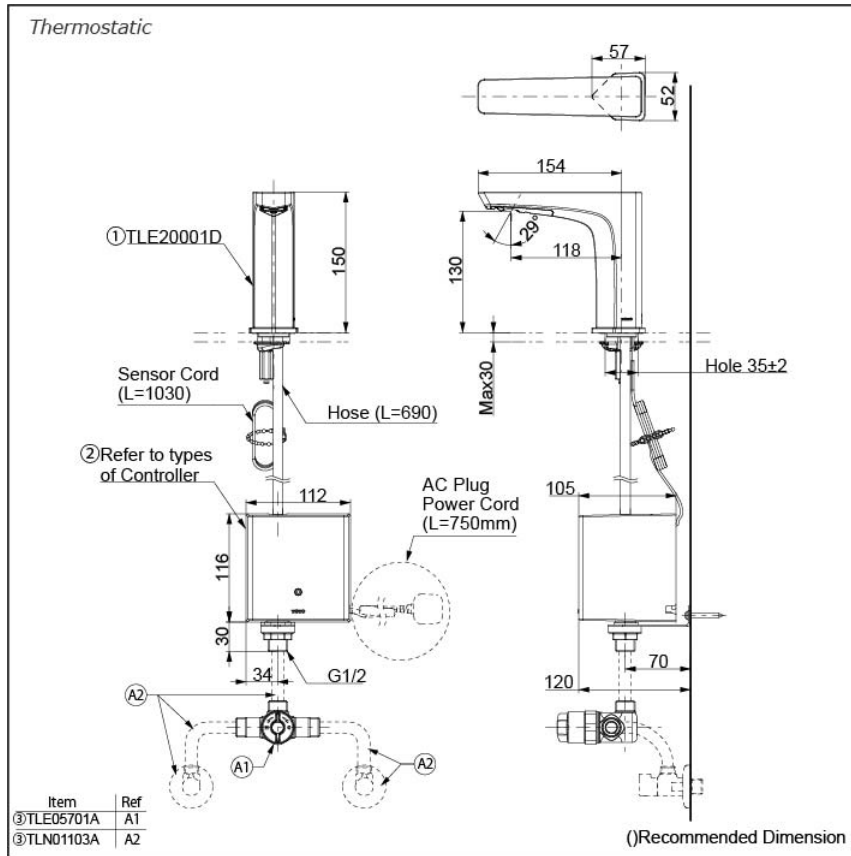 Thermostatic
57
52
154
①TLE20001D
150
130
29°
118
Max30
Hole 35±2
Sensor Cord
(L=1030)
Hose (L=690)
②Refer to types
of Controller
112
AC Plug
Power Cord
(L=750mm)
105
116
30
34
G1/2
70
120
A2
A1
A2
Item Ref
③TLE05701A A1
③TLN01103A A2
()Recommended Dimension